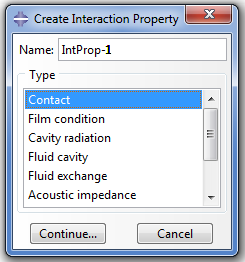 Create Interaction Property
Name: IntProp-1
Type
Contact
Film condition
Cavity radiation
Fluid cavity
Fluid exchange
Acoustic impedance
Continue... Cancel